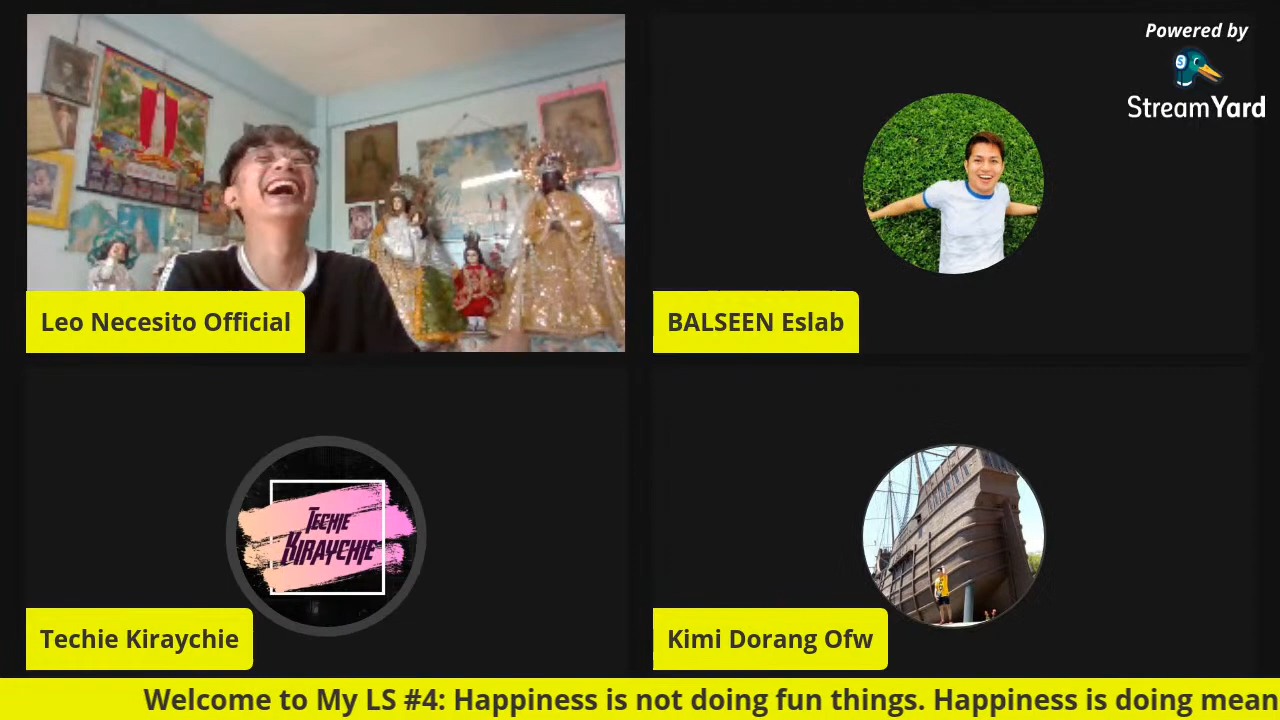 Powered by
StreamYard
Leo Necesito Official
BALSEEN Eslab
TECHIE
KIRAYCHIE
Techie Kiraychie
Kimi Dorang Ofw
Welcome to My LS #4: Happiness is not doing fun things. Happiness is doing mean